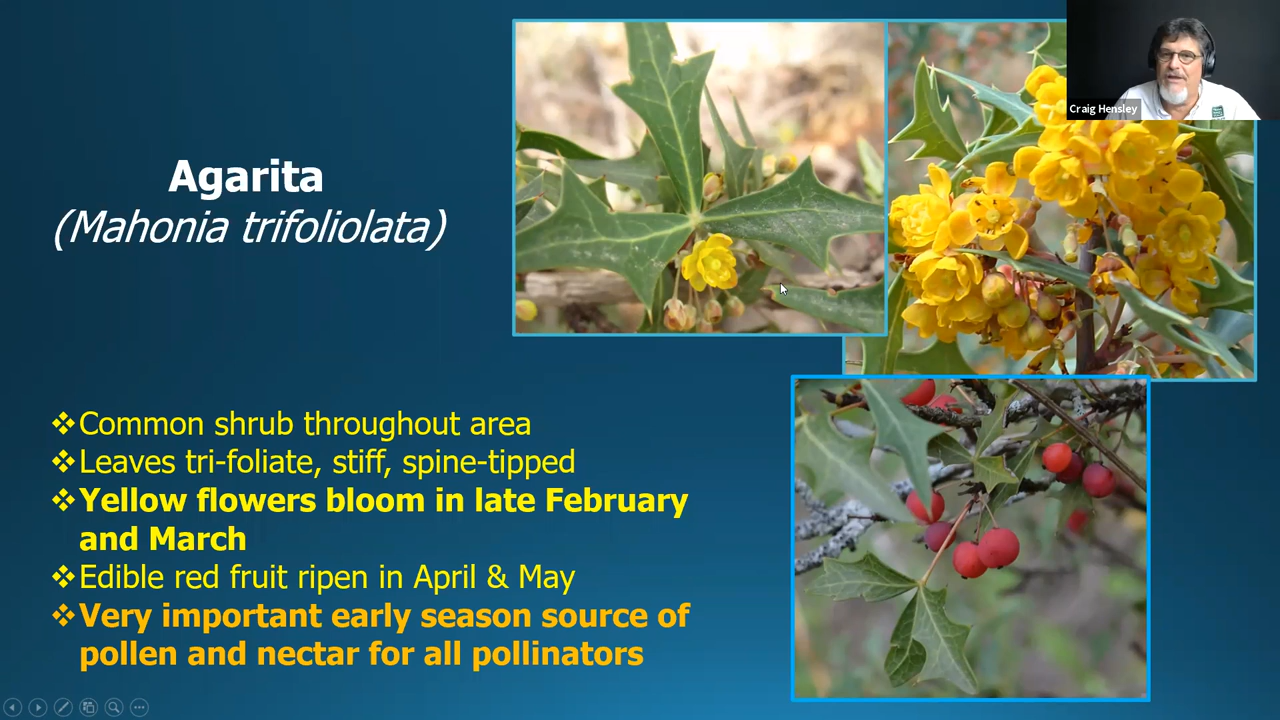 Craig Hensley
Agarita
(Mahonia trifoliolata)
❖Common shrub throughout area
❖Leaves tri-foliate, stiff, spine-tipped
❖Yellow flowers bloom in late February
and March
❖Edible red fruit ripen in April & May
❖Very important early season source of
pollen and nectar for all pollinators